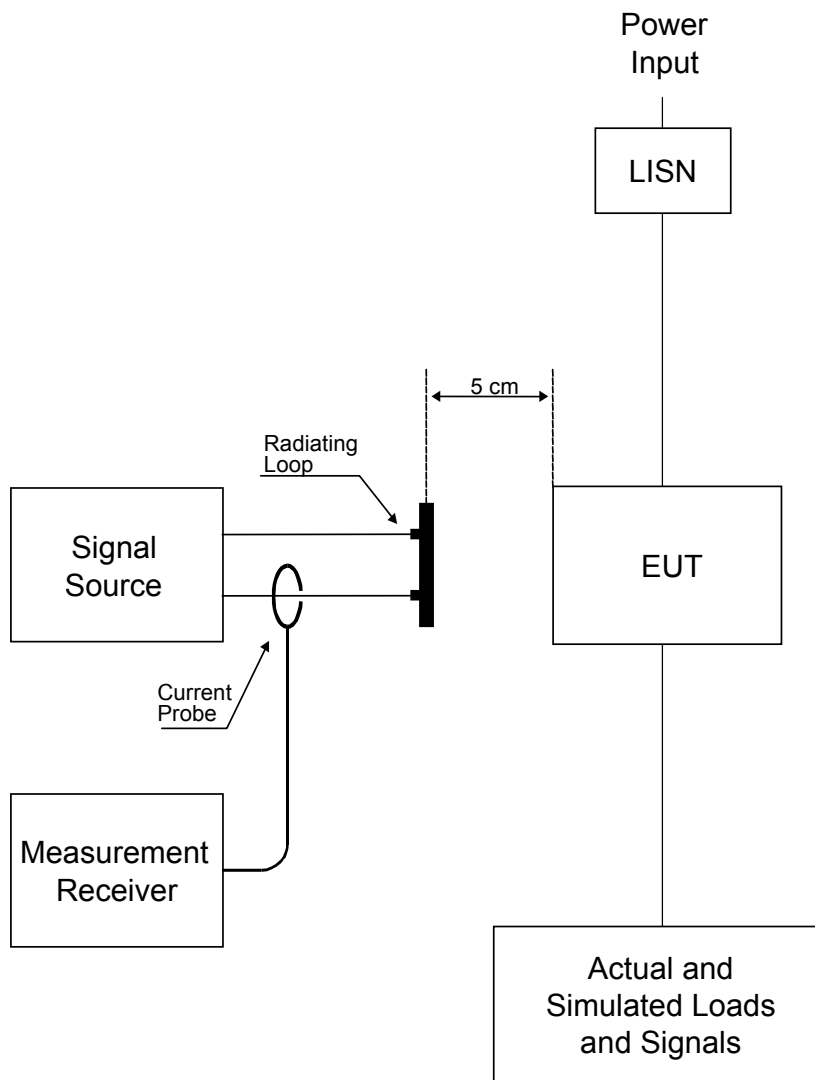 Power
Input
LISN
5 cm
Radiating
Loop
Signal
Source
EUT
Current
Probe
Measurement
Receiver
Actual and
Simulated Loads
and Signals